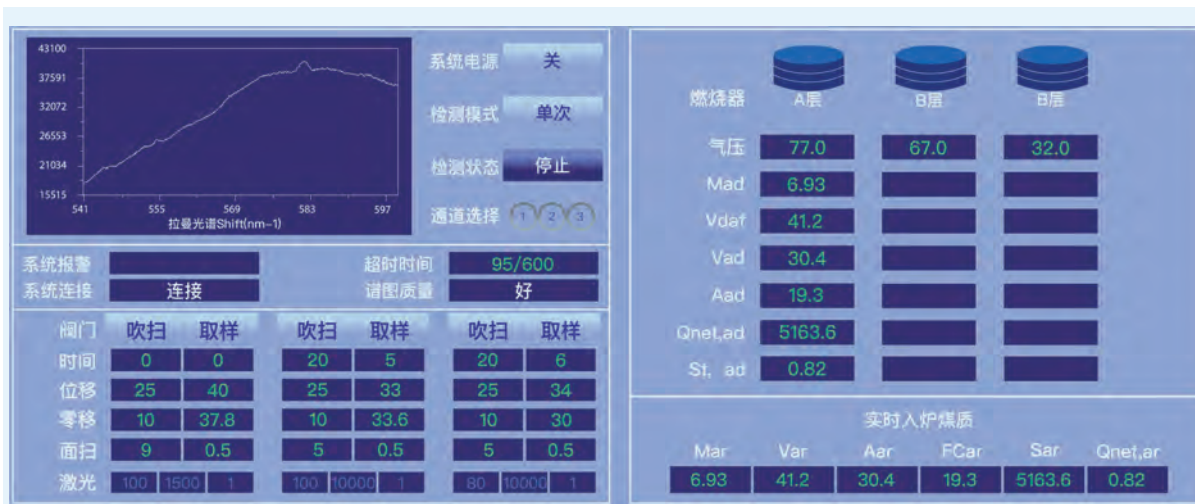 43100
37591
32072
26553
21034
15515
541 555 569 583 597
拉曼光谱Shift(nm-1)
系统电源 关
检测模式 单次
检测状态 停止
通道选择 1 2 3
系统报警 超时时间 95/600
系统连接 连接 谱图质量 好
阀门 吹扫 取样 吹扫 取样 吹扫 取样
时间 0 0 20 5 20 6
位移 25 40 25 33 25 34
零移 10 37.8 10 33.6 10 30
面扫 9 0.5 5 0.5 5 0.5
激光 100 1500 1 100 10000 1 80 10000 1
燃烧器 A层 B层 B层
气压 77.0 67.0 32.0
Mad 6.93
Vdaf 41.2
Vad 30.4
Aad 19.3
Qnet,ad 5163.6
St, ad 0.82
实时入炉煤质
Mar Var Aar FCar Sar Qnet,ar
6.93 41.2 30.4 19.3 5163.6 0.82